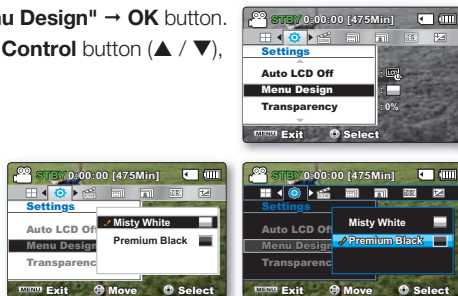 nu Design" → OK button.
Control button (▲ / ▼),
STBY 0:00:00 [475Min]
Settings
Auto LCD Off
Menu Design
Transparency : 0%
MENU Exit Select
STBY 0:00:00 [475Min]
Settings
Auto LCD Of
Menu Design
Transparenc
Misty White
Premium Black
MENU Exit Move Select
STBY 0:00:00 [475Min]
Settings
Auto LCD Of
Menu Design
Transparenc
Misty White
Premium Black
MENU Exit Move Select